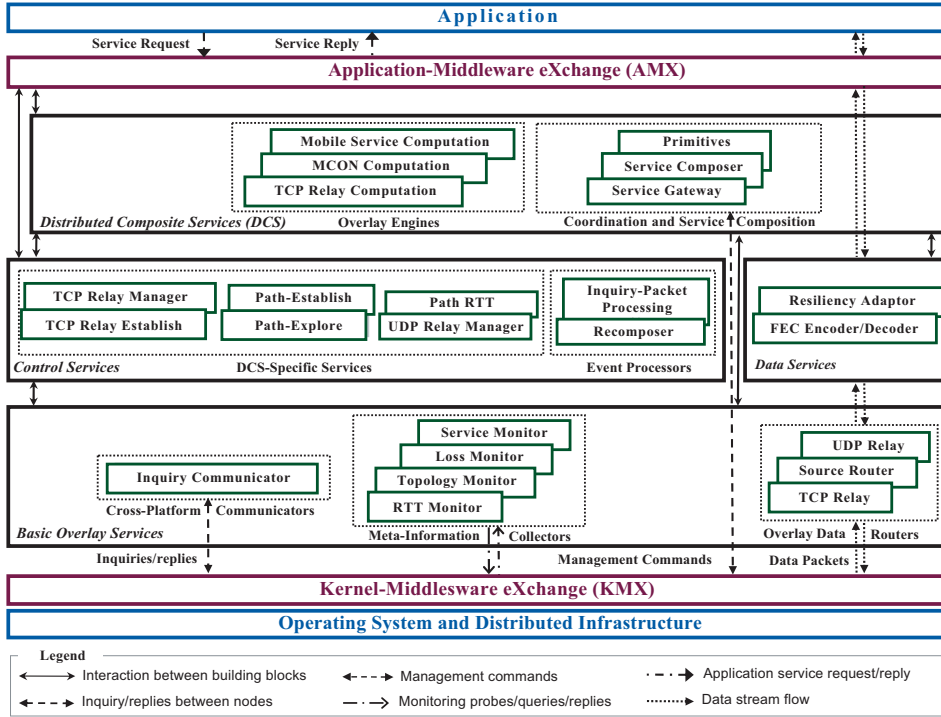 Application
Service Request
Service Reply
Application-Middleware eXchange (AMX)
Mobile Service Computation
MCON Computation
TCP Relay Computation
Primitives
Service Composer
Service Gateway
Distributed Composite Services (DCS)
Overlay Engines
Coordination and Service Composition
TCP Relay Manager
TCP Relay Establish
Path-Establish
Path-Explore
Path RTT
UDP Relay Manager
Inquiry-Packet
Processing
Recomposer
Resiliency Adaptor
FEC Encoder/Decoder
Control Services
DCS-Specific Services
Event Processors
Data Services
Service Monitor
Loss Monitor
Topology Monitor
RTT Monitor
Inquiry Communicator
UDP Relay
Source Router
TCP Relay
Cross-Platform Communicators
Basic Overlay Services
Meta-Information Collectors
Overlay Data Routers
Inquiries/replies
Management Commands
Data Packets
Kernel-Middlesware eXchange (KMX)
Operating System and Distributed Infrastructure
Legend
Interaction between building blocks
Management commands
Application service request/reply
Inquiry/replies between nodes
Monitoring probes/queries/replies
Data stream flow